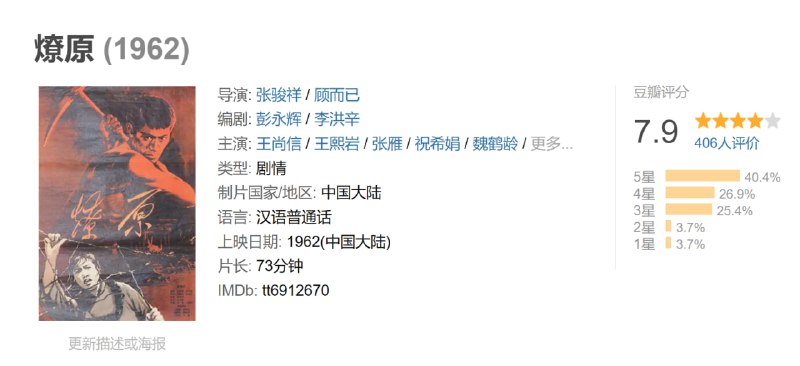 燎原 (1962)
导演: 张骏祥 / 顾而已
编剧: 彭永辉 / 李洪辛
主演: 王尚信 / 王熙岩 / 张雁 / 祝希娟 / 魏鹤龄 / 更多...
类型: 剧情
制片国家/地区: 中国大陆
语言: 汉语普通话
上映日期: 1962(中国大陆)
片长: 73分钟
IMDb: tt6912670
燎原
更新描述或海报
豆瓣评分
7.9
406人评价
5星 40.4%
4星 26.9%
3星 25.4%
2星 3.7%
1星 3.7%